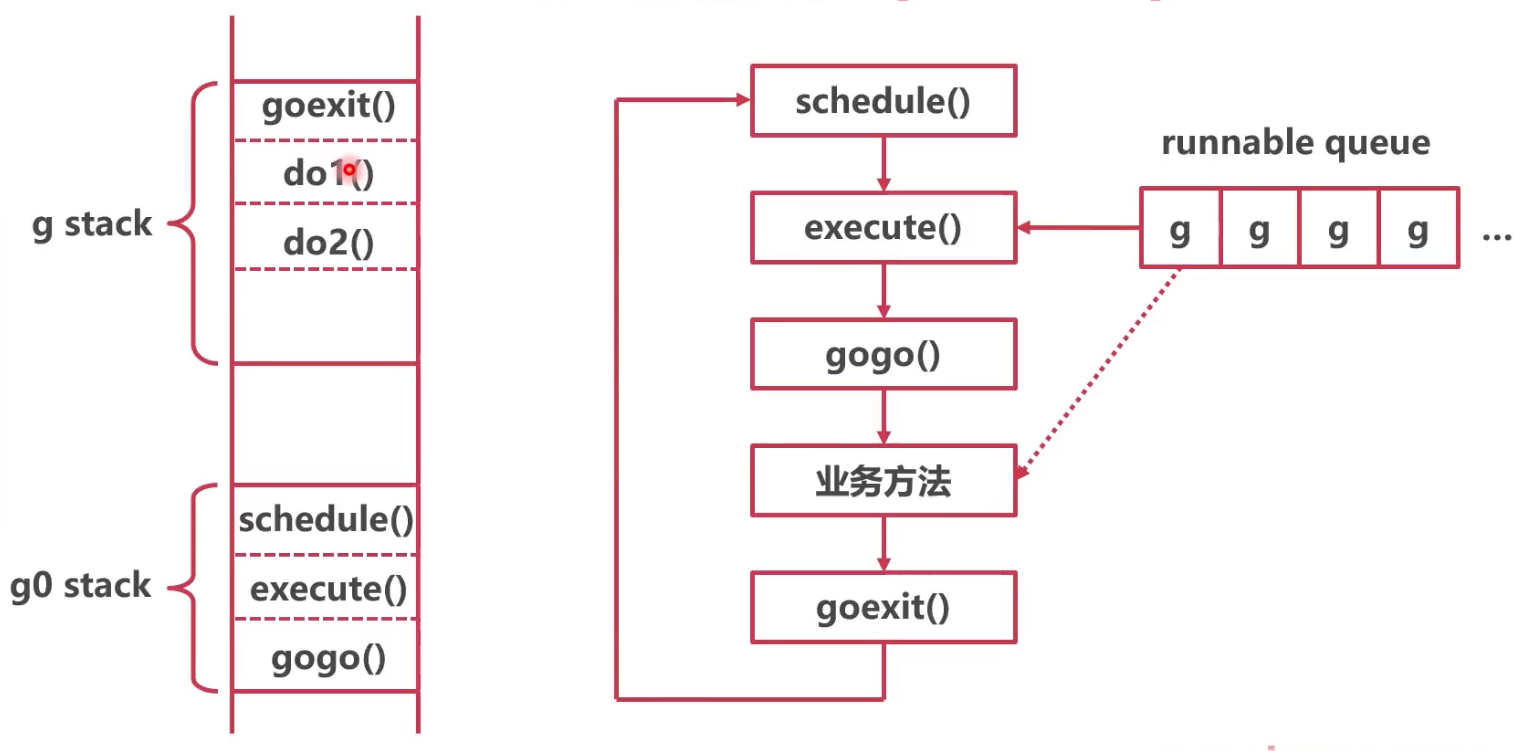 goexit()
do1()
do2()
g stack
schedule()
execute()
gogo()
g0 stack
schedule()
execute()
gogo()
业务方法
goexit()
runnable queue
g g g g ...